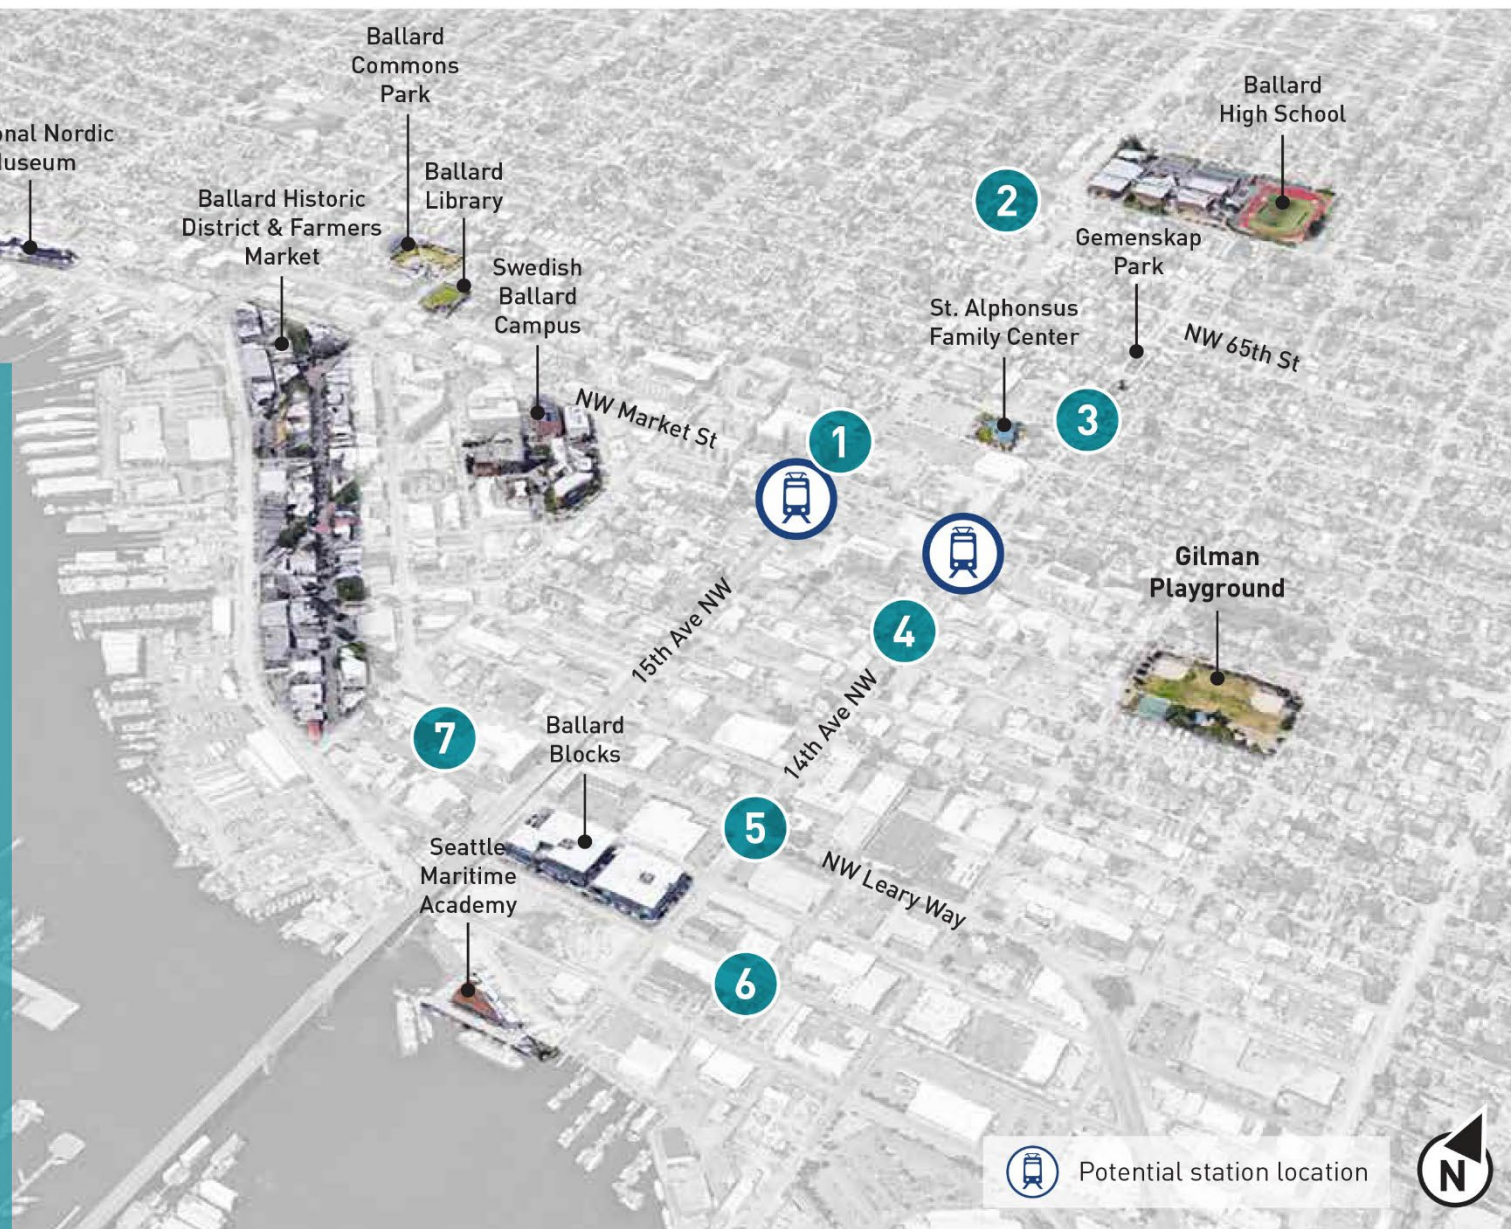 Ballard
Commons
Park
onal Nordic
useum
Ballard Historic
District & Farmers
Market
Ballard
Library
Swedish
Ballard
Campus
Ballard
High School
2
Gemenskap
Park
St. Alphonsus
Family Center
NW 65th St
3
NW Market St
1
Gilman
Playground
15th Ave NW
4
14th Ave NW
7
Ballard
Blocks
5
NW Leary Way
Seattle
Maritime
Academy
6
Potential station location
N